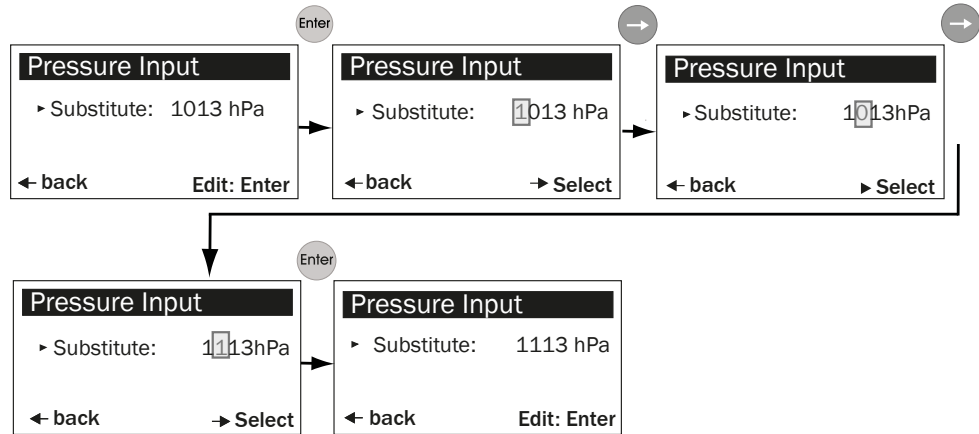 Enter
Pressure Input
▸ Substitute: 1013 hPa
← back Edit: Enter
→
Pressure Input
▸ Substitute: 1013 hPa
← back → Select
→
Pressure Input
▸ Substitute: 1013hPa
← back ▸ Select
Enter
Pressure Input
▸ Substitute: 1113hPa
← back → Select
Pressure Input
▸ Substitute: 1113 hPa
← back Edit: Enter